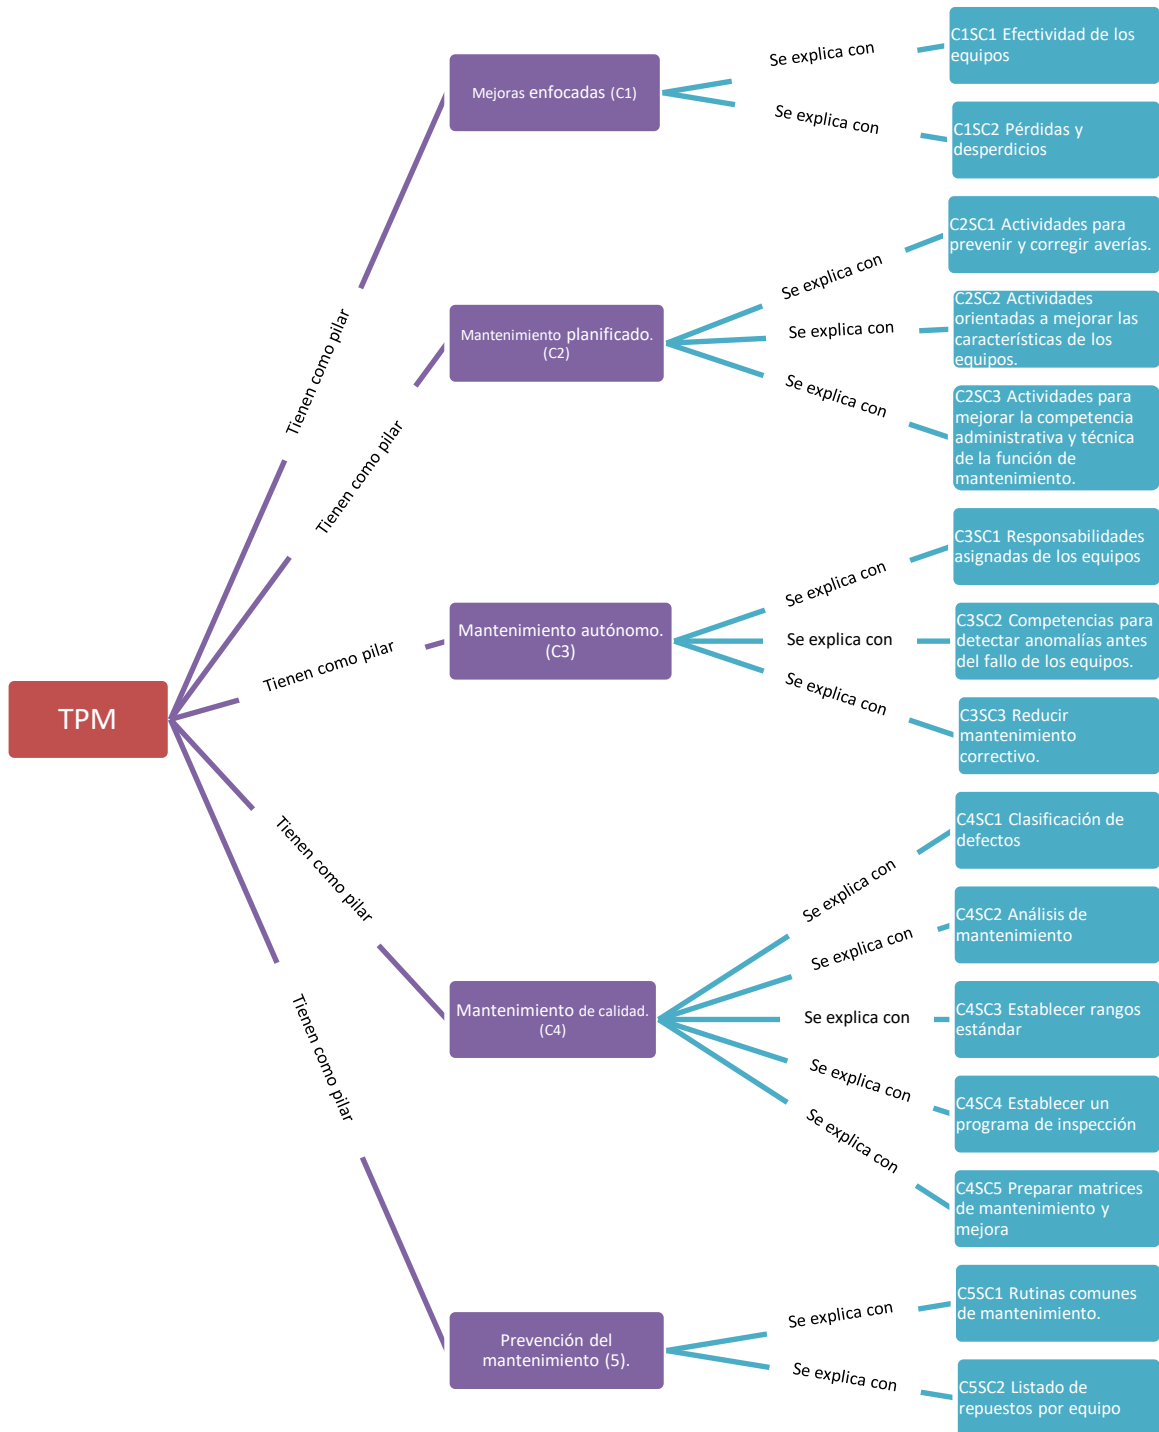 TPM
Tienen como pilar
Mejoras enfocadas (C1)
Se explica con
C1SC1 Efectividad de los
equipos
Se explica con
C1SC2 Pérdidas y
desperdicios
Tienen como pilar
Mantenimiento planificado.
(C2)
Se explica con
C2SC1 Actividades para
prevenir y corregir averías.
Se explica con
C2SC2 Actividades
orientadas a mejorar las
características de los
equipos.
Se explica con
C2SC3 Actividades para
mejorar la competencia
administrativa y técnica
de la función de
mantenimiento.
Tienen como pilar
Mantenimiento autónomo.
(C3)
Se explica con
C3SC1 Responsabilidades
asignadas de los equipos
Se explica con
C3SC2 Competencias para
detectar anomalías antes
del fallo de los equipos.
Se explica con
C3SC3 Reducir
mantenimiento
correctivo.
Tienen como pilar
Mantenimiento de calidad.
(C4)
Se explica con
C4SC1 Clasificación de
defectos
Se explica con
C4SC2 Análisis de
mantenimiento
Se explica con
C4SC3 Establecer rangos
estándar
Se explica con
C4SC4 Establecer un
programa de inspección
Se explica con
C4SC5 Preparar matrices
de mantenimiento y
mejora
Tienen como pilar
Prevención del
mantenimiento (5).
Se explica con
C5SC1 Rutinas comunes
de mantenimiento.
Se explica con
C5SC2 Listado de
repuestos por equipo